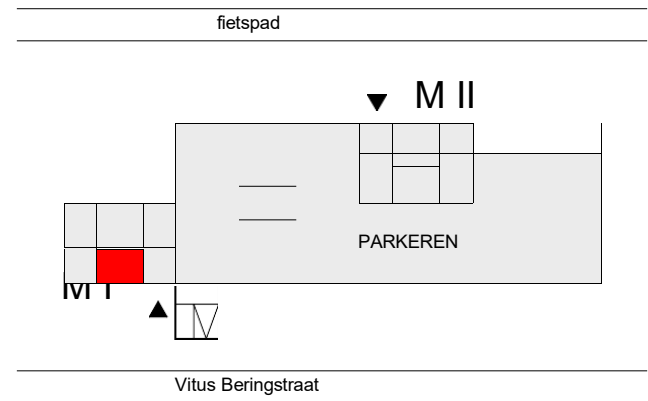 fietspad
M II
PARKEREN
M I
Vitus Beringstraat